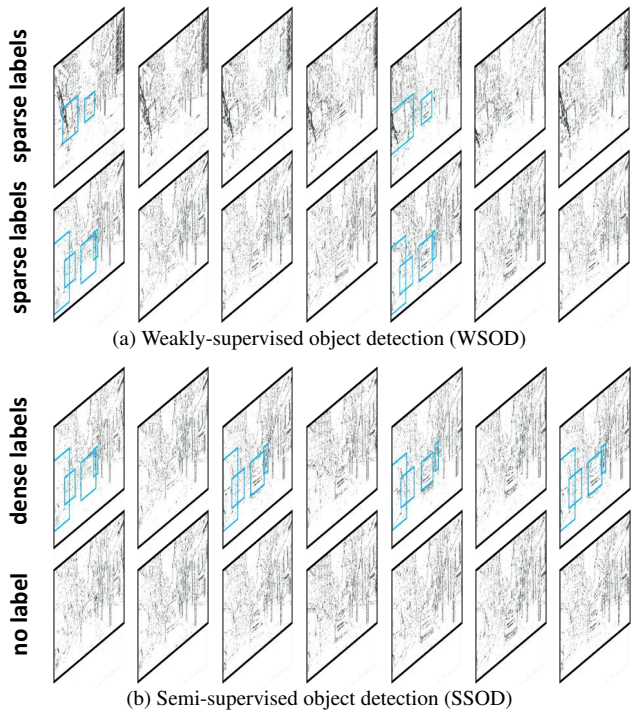 sparse labels
sparse labels
(a) Weakly-supervised object detection (WSOD)
dense labels
no label
(b) Semi-supervised object detection (SSOD)